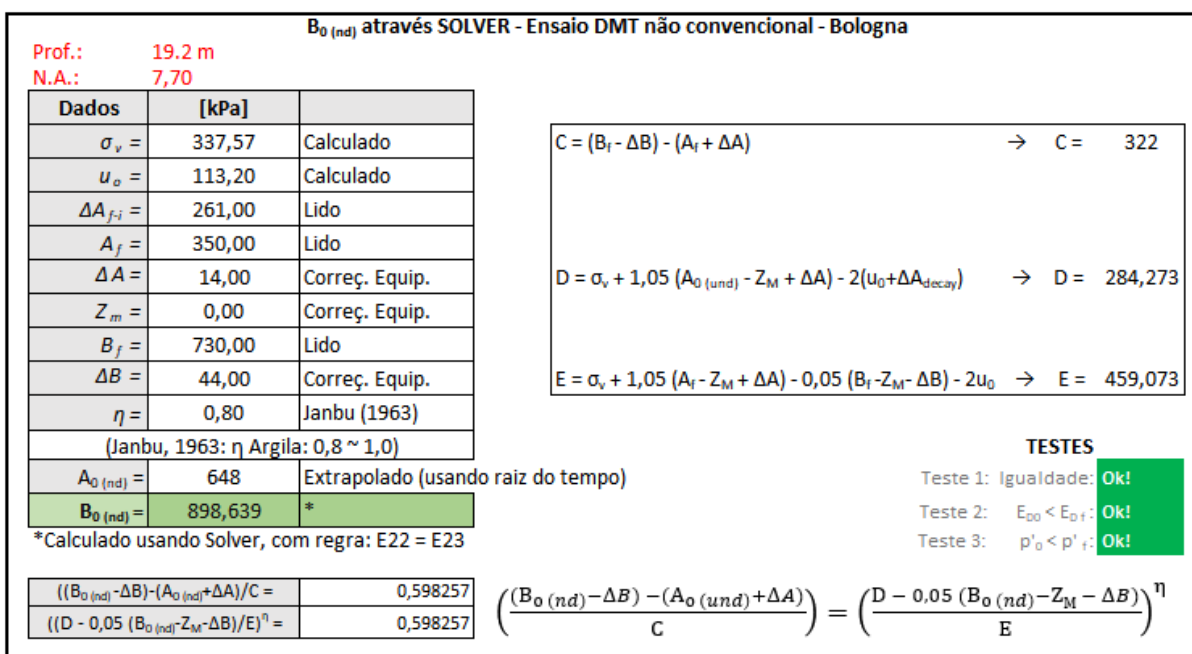 B0 (nd) através SOLVER - Ensaio DMT não convencional - Bologna
Prof.: 19.2 m
N.A.: 7,70
Dados [kPa]
σv = 337,57 Calculado
uo = 113,20 Calculado
ΔA f-i = 261,00 Lido
Af = 350,00 Lido
ΔA = 14,00 Correç. Equip.
Zm = 0,00 Correç. Equip.
Bf = 730,00 Lido
ΔB = 44,00 Correç. Equip.
η = 0,80 Janbu (1963)
(Janbu, 1963: η Argila: 0,8 ~ 1,0)
A0 (nd) = 648 Extrapolado (usando raiz do tempo)
B0 (nd) = 898,639 *
*Calculado usando Solver, com regra: E22 = E23
C = (Bf - ΔB) - (Af + ΔA) → C = 322
D = σv + 1,05 (A0 (und) - ZM + ΔA) - 2(u0+ΔAdecay) → D = 284,273
E = σv + 1,05 (Af - ZM + ΔA) - 0,05 (Bf -ZM- ΔB) - 2u0 → E = 459,073
TESTES
Teste 1: Igualdade: Ok!
Teste 2: ED0 < ED f : Ok!
Teste 3: p'0 < p' f : Ok!
((B0 (nd) -ΔB)-(A0 (nd)+ΔA)/C = 0,598257
((D - 0,05 (B0 (nd)-ZM-ΔB)/E)^η = 0,598257
(((B0 (nd)−ΔB) −(A0 (und)+ΔA))/C) = ((D − 0,05 (B0 (nd)−ZM − ΔB))/E)^η